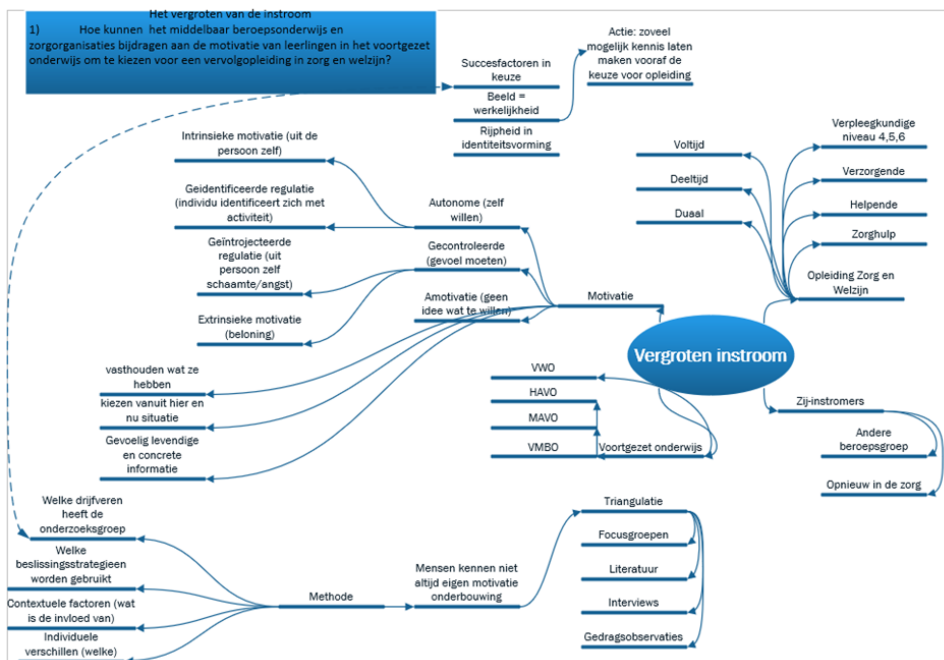 Het vergroten van de instroom
1) Hoe kunnen het middelbaar beroepsonderwijs en
zorgorganisaties bijdragen aan de motivatie van leerlingen in het voortgezet
onderwijs om te kiezen voor een vervolgopleiding in zorg en welzijn?
Actie: zoveel
mogelijk kennis laten
maken vooraf de
keuze voor opleiding
Succesfactoren in
keuze
Beeld =
werkelijkheid
Rijpheid in
identiteitsvorming
Intrinsieke motivatie (uit de
persoon zelf)
Geidentificeerde regulatie
(individu identificeert zich met
activiteit)
Geïntrojecteerde
regulatie (uit
persoon zelf
schaamte/angst)
Extrinsieke motivatie
(beloning)
Autonome (zelf
willen)
Gecontroleerde
(gevoel moeten)
Amotivatie (geen
idee wat te willen)
Motivatie
vasthouden wat ze
hebben
kiezen vanuit hier en
nu situatie
Gevoelig levendige
en concrete
informatie
Voltijd
Deeltijd
Duaal
Verpleegkundige
niveau 4,5,6
Verzorgende
Helpende
Zorghulp
Opleiding Zorg en
Welzijn
Vergroten instroom
VWO
HAVO
MAVO
VMBO
Voortgezet onderwijs
Zij-instromers
Andere
beroepsgroep
Opnieuw in de zorg
Welke drijfveren
heeft de
onderzoeksgroep
Welke
beslissingsstrategieen
worden gebruikt
Contextuele factoren (wat
is de invloed van)
Individuele
verschillen (welke)
Methode
Mensen kennen niet
altijd eigen motivatie
onderbouwing
Triangulatie
Focusgroepen
Literatuur
Interviews
Gedragsobservaties